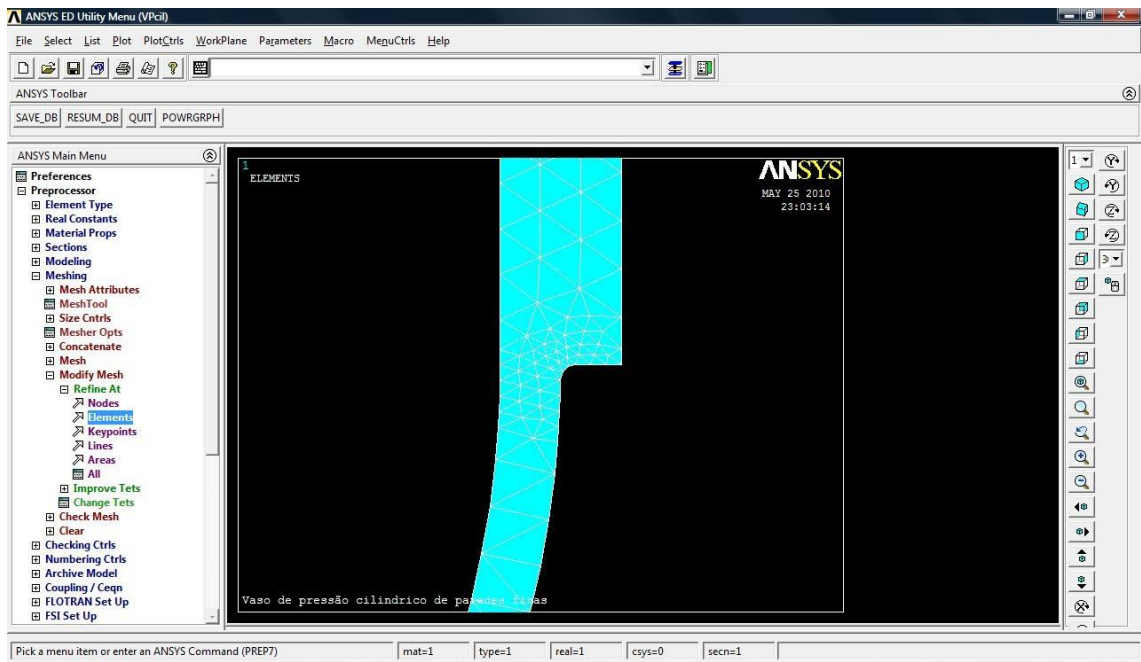 ANSYS ED Utility Menu (VPcil)
File Select List Plot PlotCtrls WorkPlane Parameters Macro MenuCtrls Help
ANSYS Toolbar
SAVE_DB RESUM_DB QUIT POWRGRPH
ANSYS Main Menu
Preferences
Preprocessor
Element Type
Real Constants
Material Props
Sections
Modeling
Meshing
Mesh Attributes
MeshTool
Size Cntrls
Mesher Opts
Concatenate
Mesh
Modify Mesh
Refine At
Nodes
Elements
Keypoints
Lines
Areas
All
Improve Tets
Change Tets
Check Mesh
Clear
Checking Ctrls
Numbering Ctrls
Archive Model
Coupling / Ceqn
FLOTRAN Set Up
FSI Set Up
1
ELEMENTS
ANSYS
MAY 25 2010
23:03:14
Vaso de pressão cilindrico de paredes finas
1
3
Pick a menu item or enter an ANSYS Command (PREP7) mat=1 type=1 real=1 csys=0 secn=1